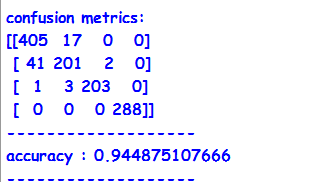 confusion metrics:
[[405 17 0 0]
[ 41 201 2 0]
[ 1 3 203 0]
[ 0 0 0 288]]
-------------------
accuracy : 0.944875107666
-------------------